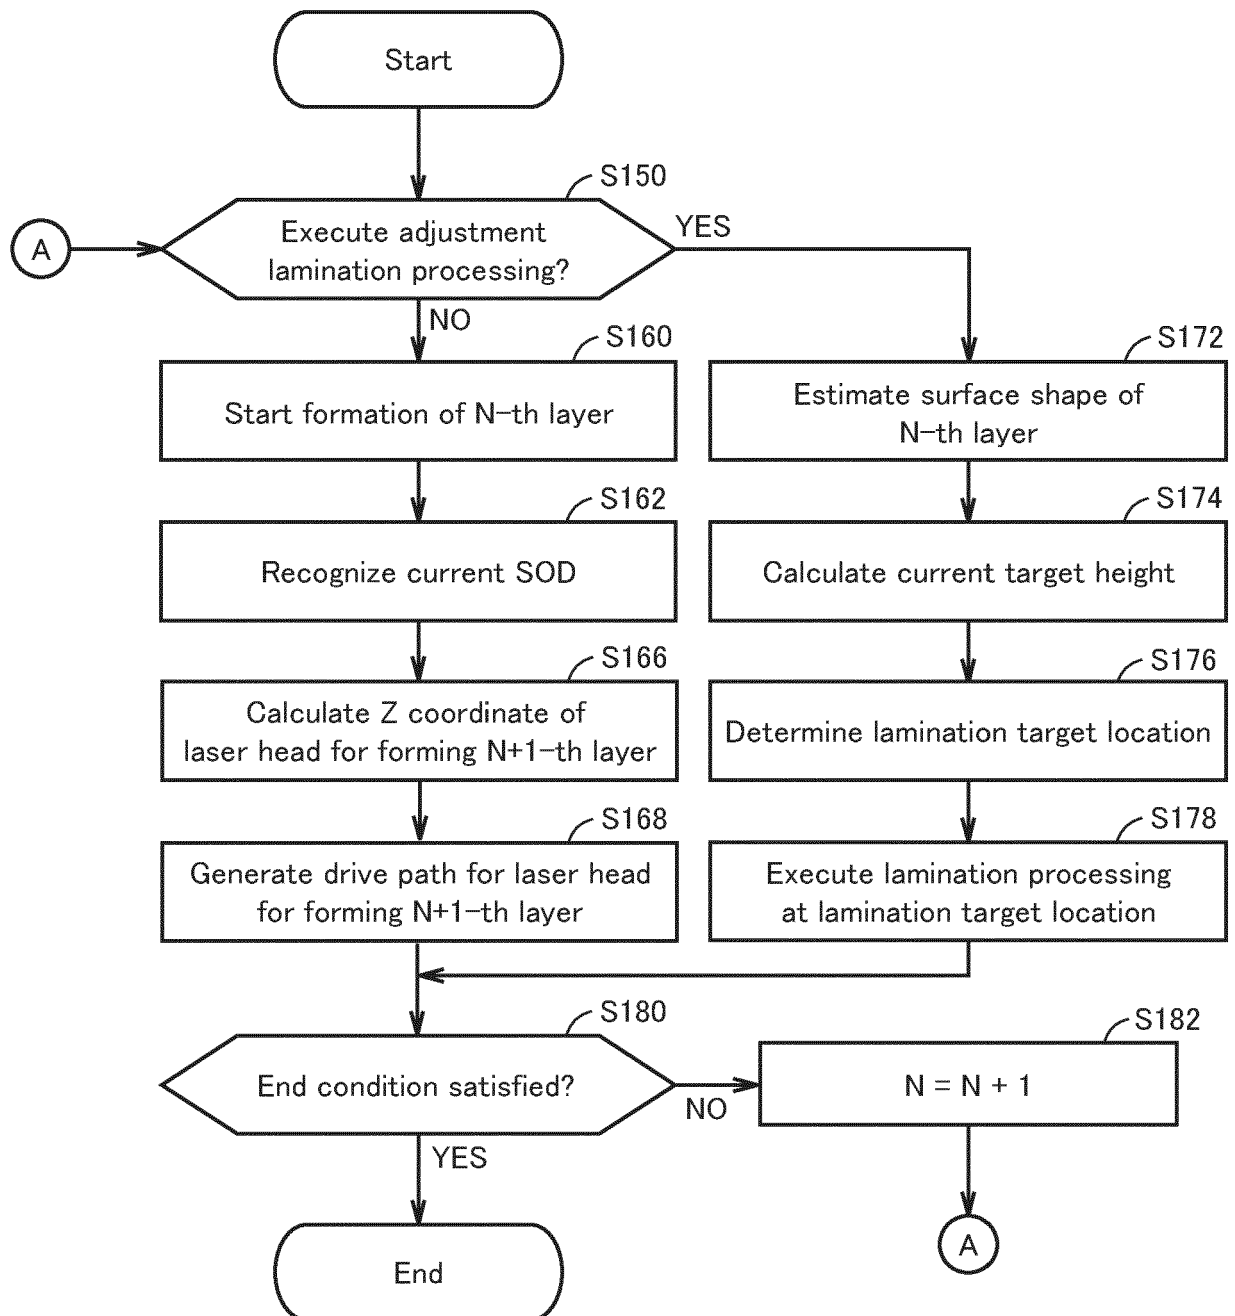 Start
S150
Execute adjustment
lamination processing?
YES
A
NO
S160
Start formation of N-th layer
S172
Estimate surface shape of
N-th layer
S162
Recognize current SOD
S174
Calculate current target height
S166
Calculate Z coordinate of
laser head for forming N+1-th layer
S176
Determine lamination target location
S168
Generate drive path for laser head
for forming N+1-th layer
S178
Execute lamination processing
at lamination target location
S180
End condition satisfied?
NO
S182
N = N + 1
YES
A
End